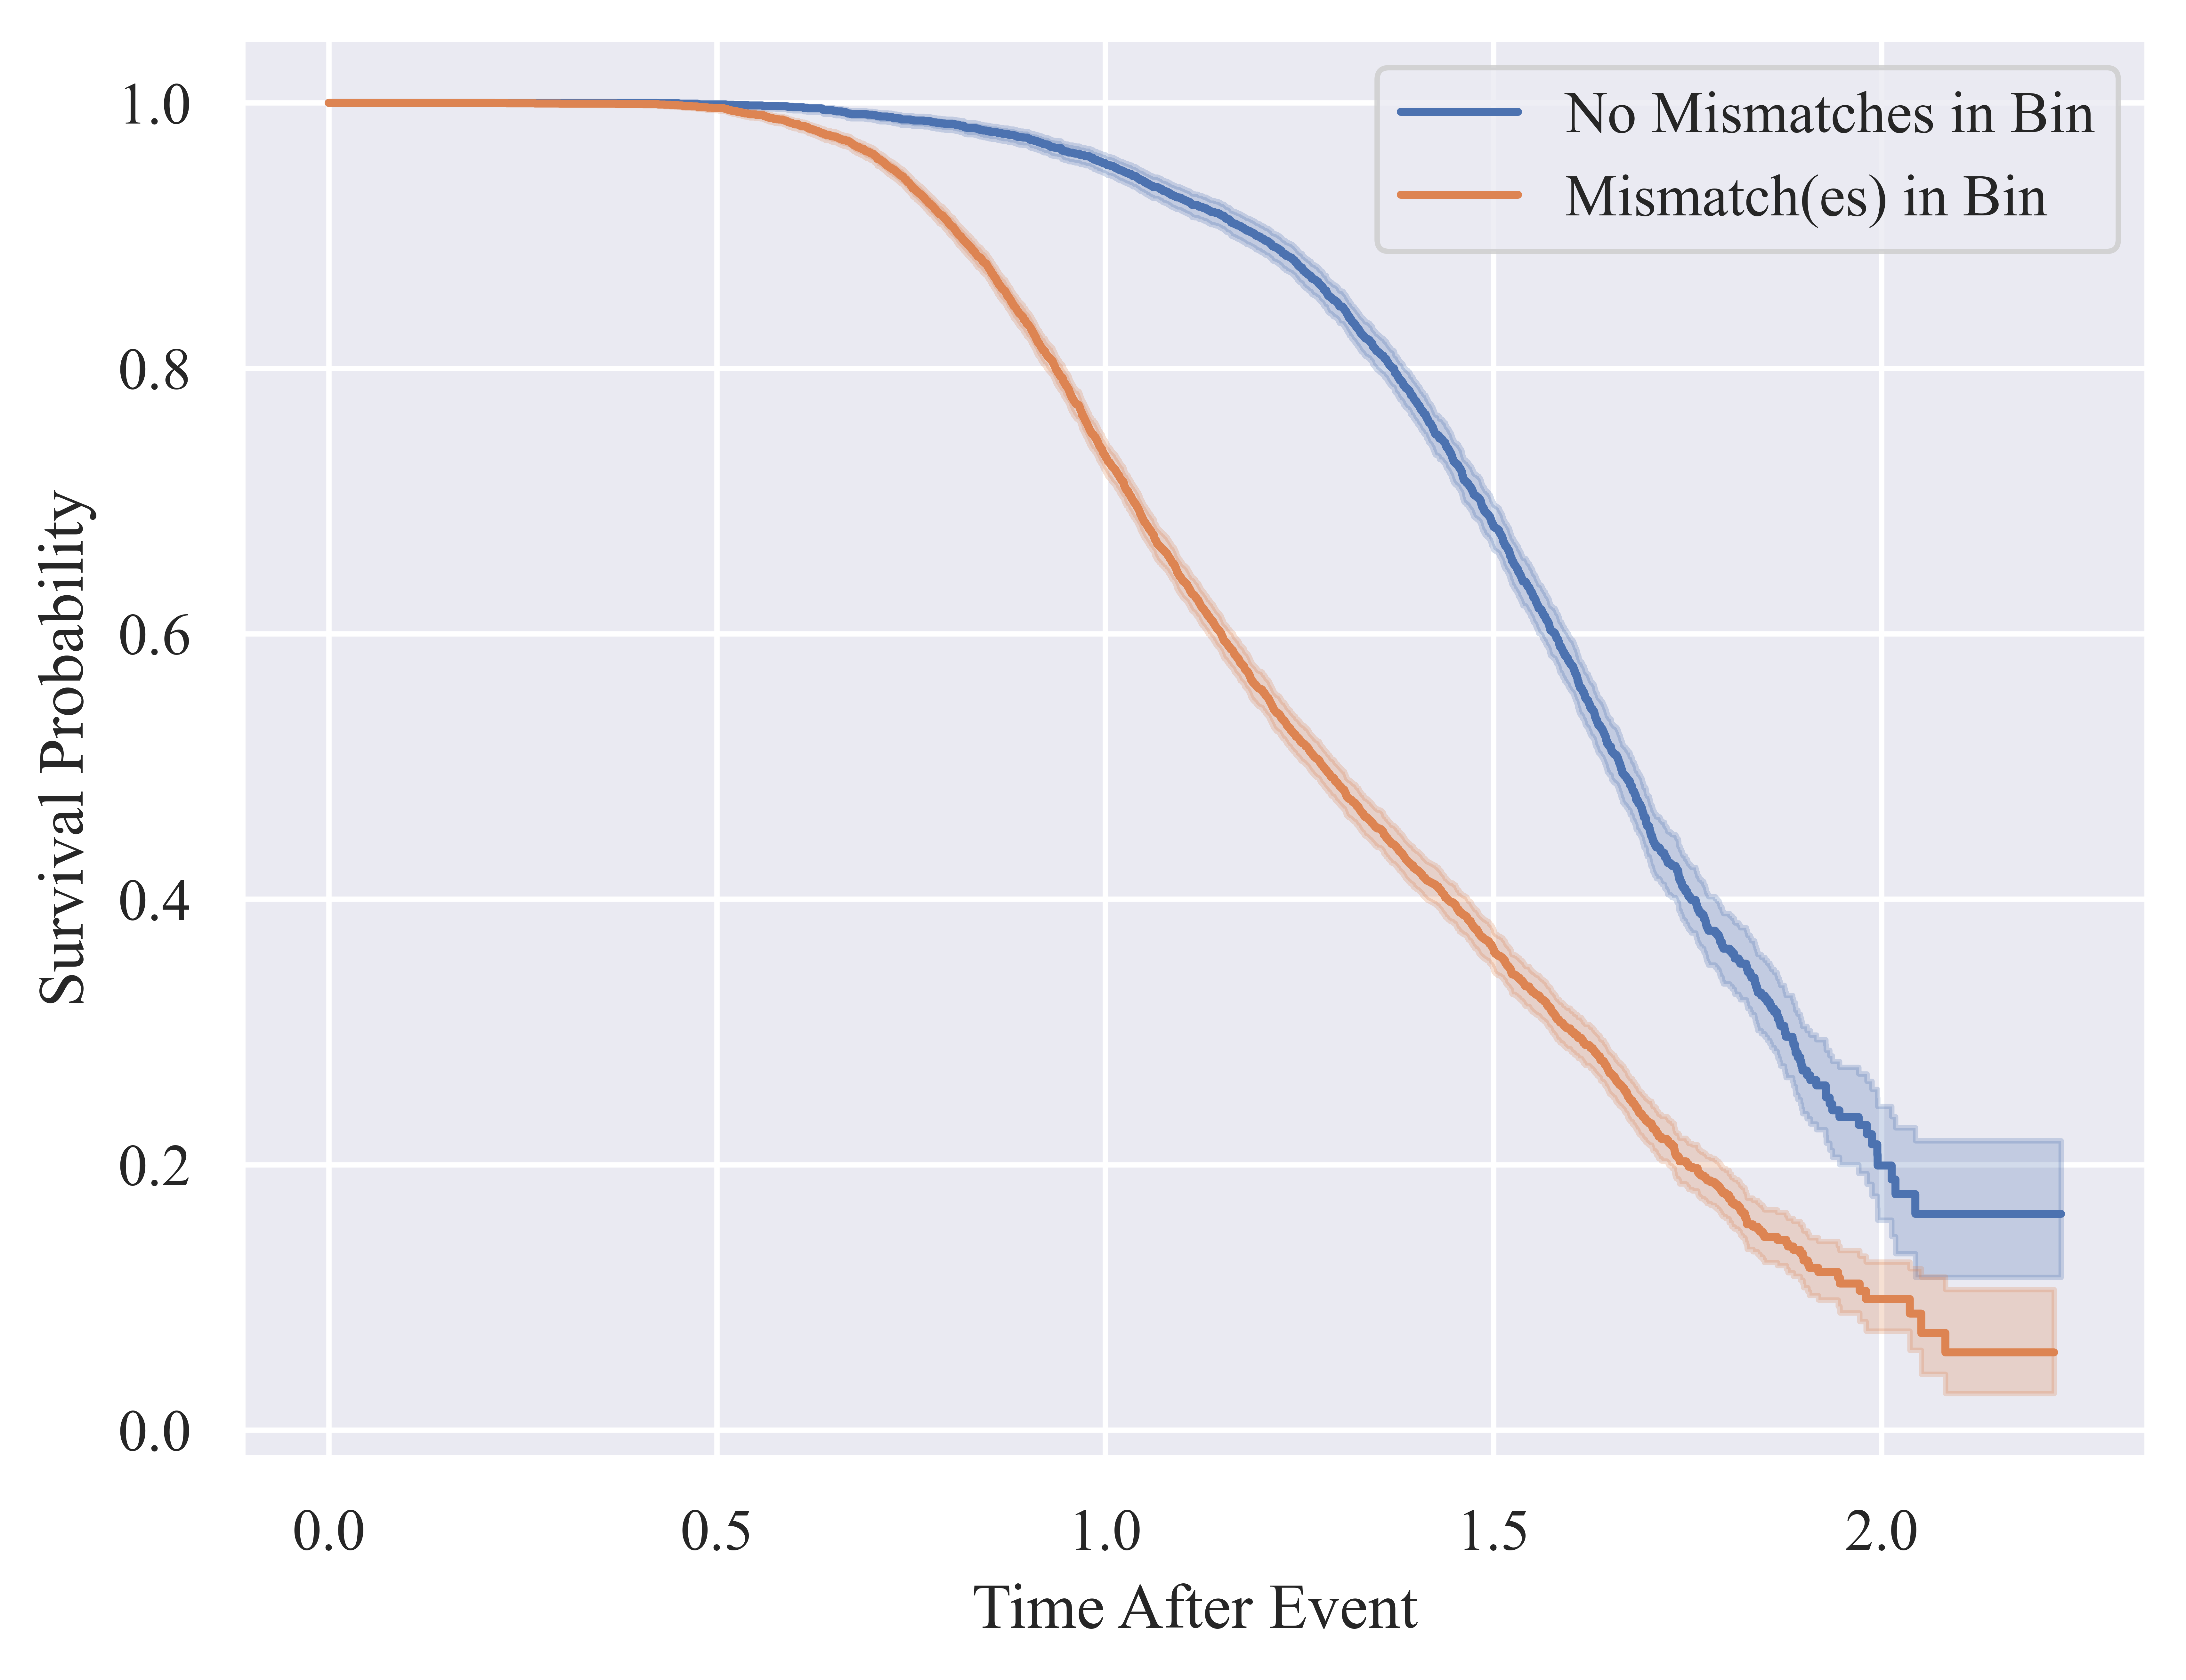 No Mismatches in Bin
Mismatch(es) in Bin
Survival Probability
1.0
0.8
0.6
0.4
0.2
0.0
0.0 0.5 1.0 1.5 2.0
Time After Event